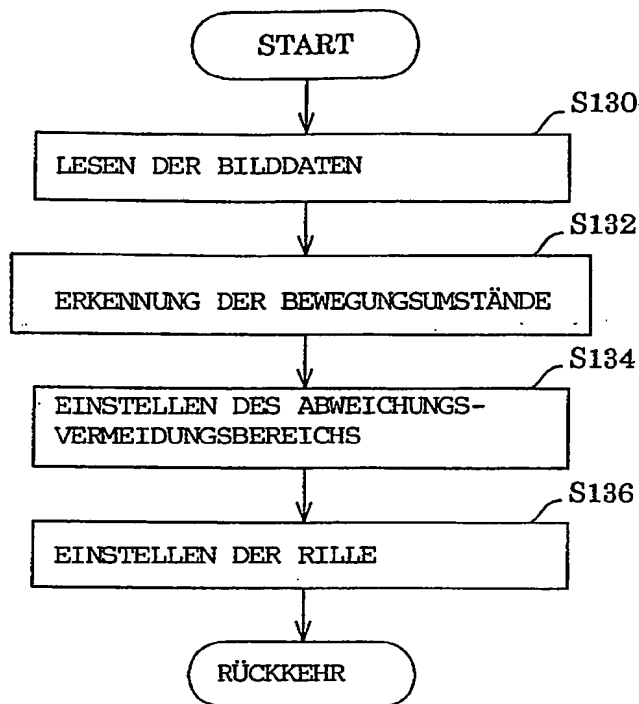 START
S130
LESEN DER BILDDATEN
S132
ERKENNUNG DER BEWEGUNGSUMSTÄNDE
S134
EINSTELLEN DES ABWEICHUNGS-
VERMEIDUNGSBEREICHS
S136
EINSTELLEN DER RILLE
RÜCKKEHR